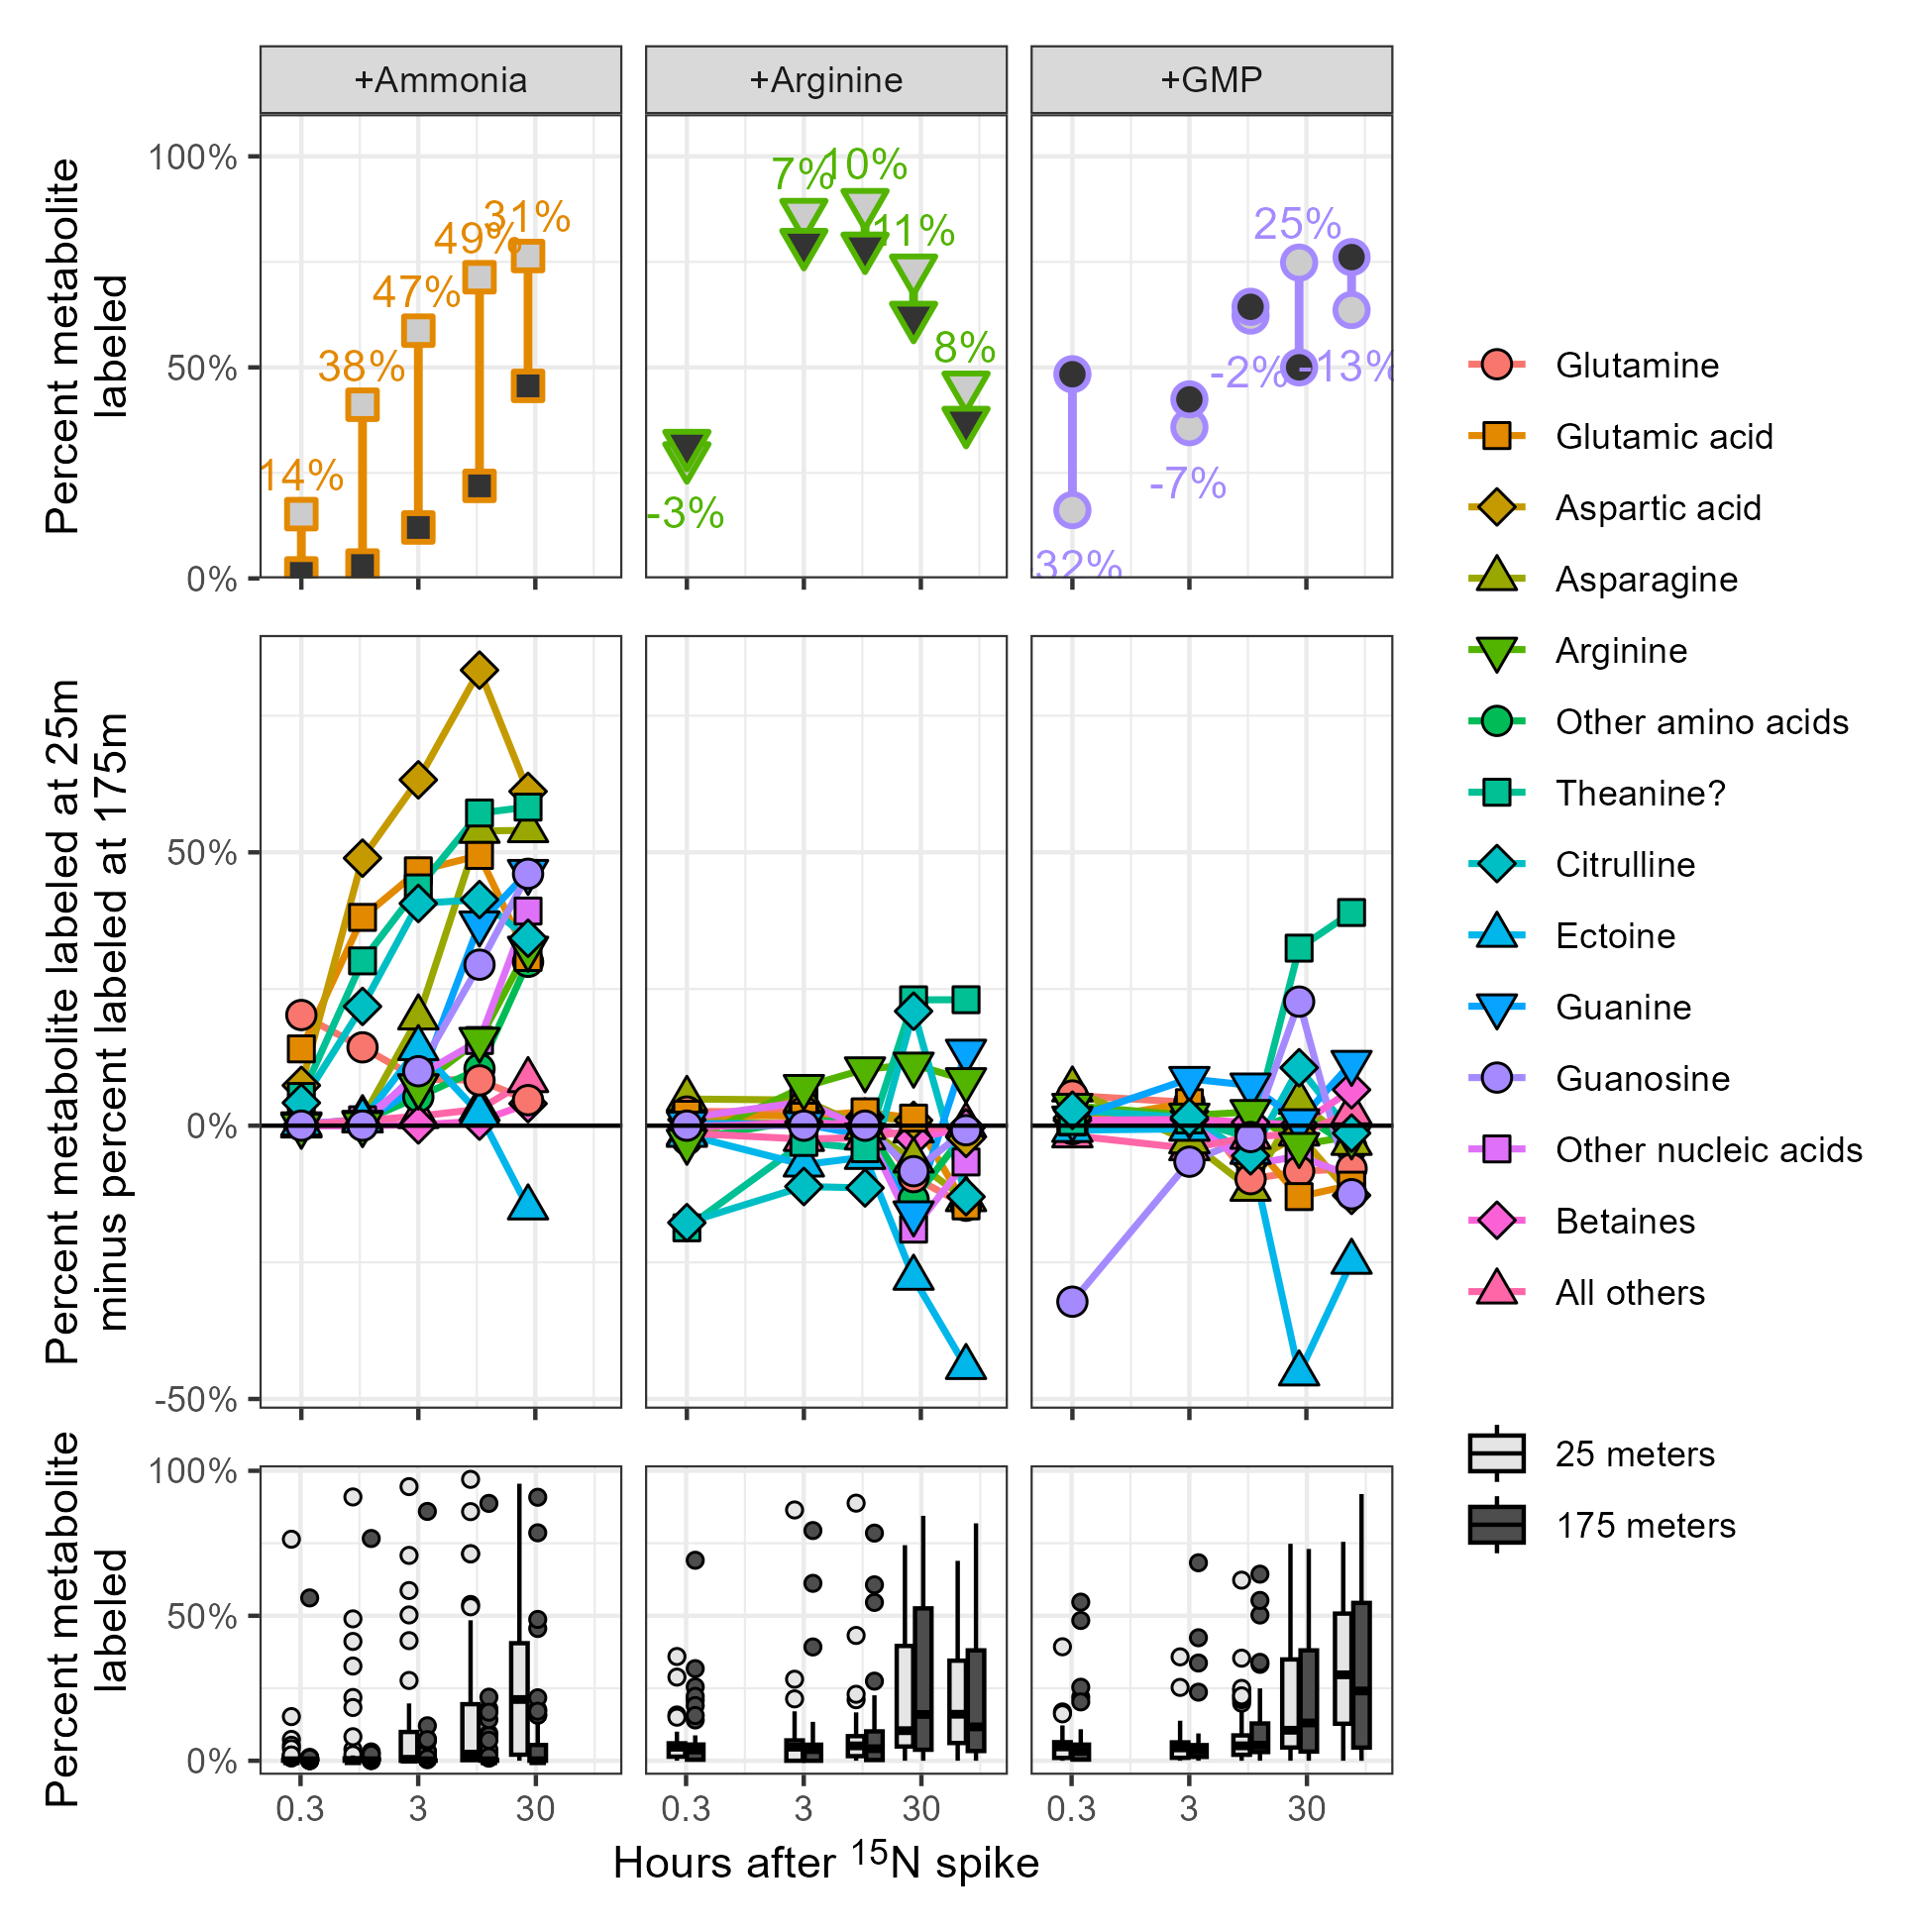 +Ammonia
+Arginine
+GMP
Percent metabolite
labeled
100%
50%
0%
14%
38%
47%
49%
31%
-3%
7%
10%
11%
8%
32%
-7%
-2%
25%
-13%
Percent metabolite labeled at 25m
minus percent labeled at 175m
50%
0%
-50%
Percent metabolite
labeled
100%
50%
0%
0.3
3
30
0.3
3
30
0.3
3
30
Hours after ¹⁵N spike
Glutamine
Glutamic acid
Aspartic acid
Asparagine
Arginine
Other amino acids
Theanine?
Citrulline
Ectoine
Guanine
Guanosine
Other nucleic acids
Betaines
All others
25 meters
175 meters